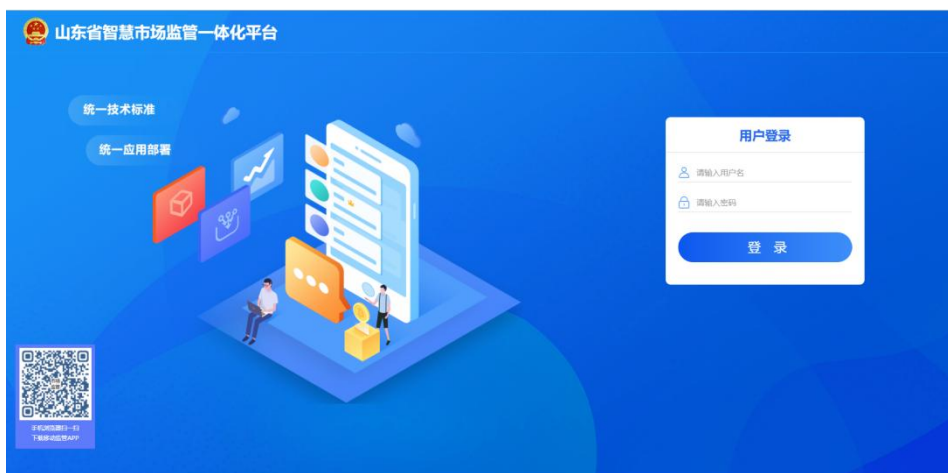 山东省智慧市场监管一体化平台
统一技术标准
统一应用部署
用户登录
请输入用户名
请输入密码
登 录
手机浏览器扫一扫
下载移动监管APP